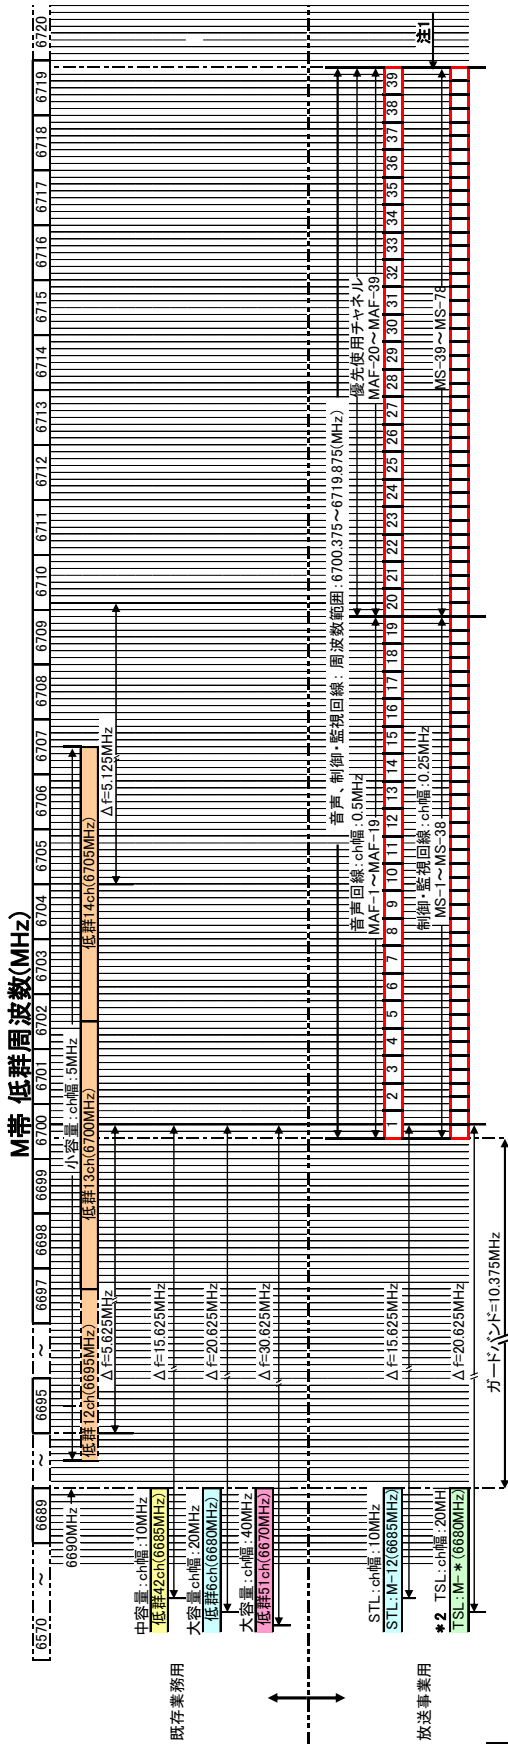 M帯 低群周波数(MHz)
6570 ～ 6689 ～ 6695 ～ 6697 6698 6699 6700 6701 6702 6703 6704 6705 6706 6707 6708 6709 6710 6711 6712 6713 6714 6715 6716 6717 6718 6719 6720
6690MHz
小容量:ch幅:5MHz
低群12ch(6695MHz) 低群13ch(6700MHz) 低群14ch(6705MHz)
Δf=5.625MHz Δf=5.125MHz
既存業務用
中容量:ch幅:10MHz
低群42ch(6685MHz)
Δf=15.625MHz
大容量ch幅:20MHz
低群6ch(6680MHz)
Δf=20.625MHz
大容量:ch幅:40MHz
低群51ch(6670MHz)
Δf=30.625MHz
音声、制御・監視回線: 周波数範囲:6700.375～6719.875(MHz)
音声回線:ch幅:0.5MHz 優先使用チャネル
MAF-1～MAF-19 MAF-20～MAF-39
放送事業用
STL:ch幅:10MHz
STL:M-12(6685MHz)
Δf=15.625MHz
1 2 3 4 5 6 7 8 9 10 11 12 13 14 15 16 17 18 19 20 21 22 23 24 25 26 27 28 29 30 31 32 33 34 35 36 37 38 39
制御・監視回線:ch幅:0.25MHz
MS-1～MS-38 MS-39～MS-78
注1
*2 TSL:ch幅:20MH
TSL:M-*(6680MHz)
Δf=20.625MHz
ガードバンド=10.375MHz